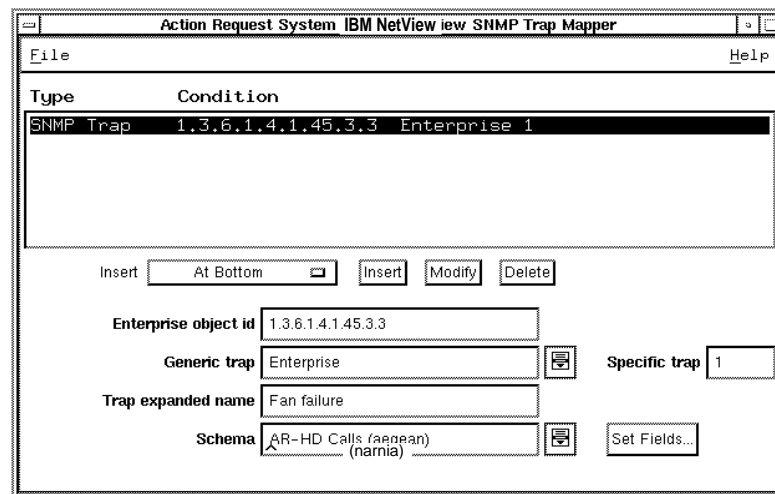 Action Request System IBM NetView iew SNMP Trap Mapper
File Help
Type Condition
SNMP Trap 1.3.6.1.4.1.45.3.3 Enterprise 1
Insert At Bottom Insert Modify Delete
Enterprise object id 1.3.6.1.4.1.45.3.3
Generic trap Enterprise Specific trap 1
Trap expanded name Fan failure
Schema AR-HD Calls (aegean) Set Fields...
(narnia)